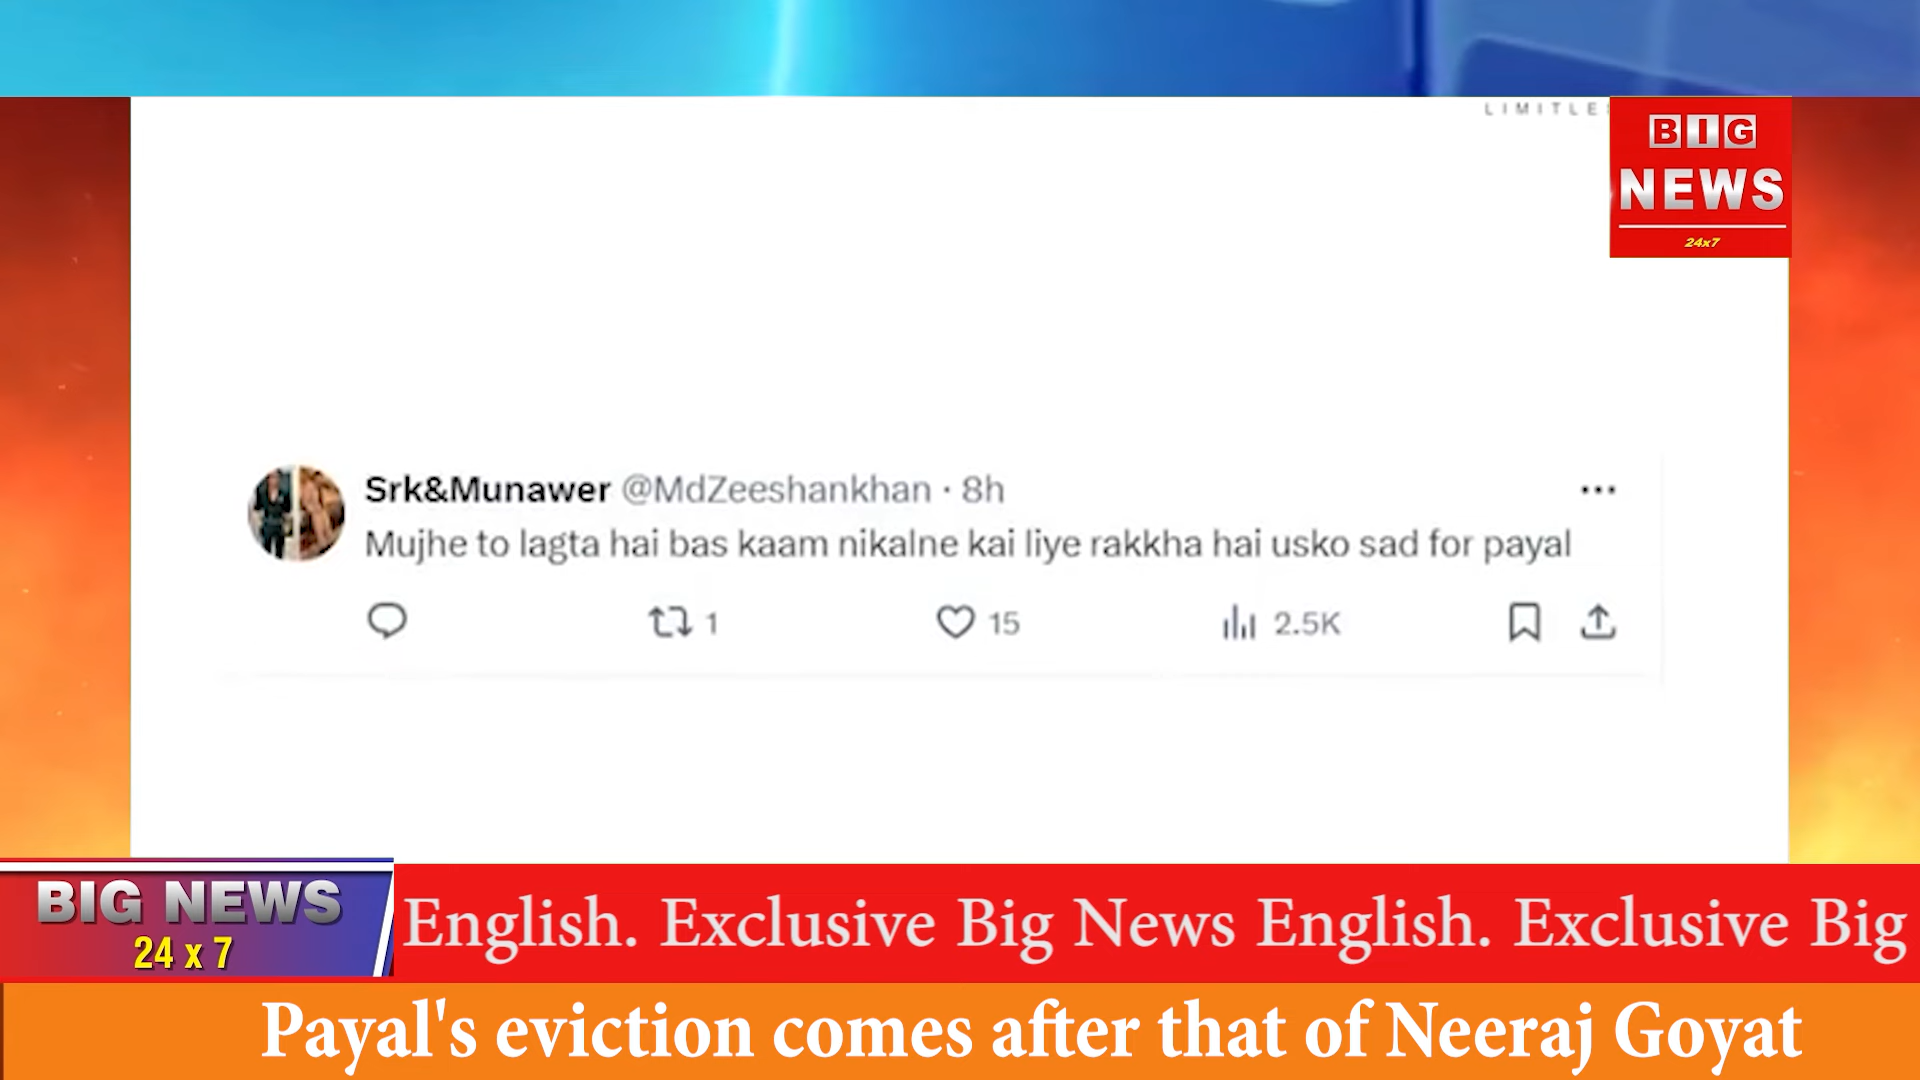 LIMITLE
BIG
NEWS
24x7
Srk&Munawer @MdZeeshankhan · 8h
Mujhe to lagta hai bas kaam nikalne kai liye rakkha hai usko sad for payal
1 15 2.5K
BIG NEWS
24 x 7
English. Exclusive Big News English. Exclusive Big
Payal's eviction comes after that of Neeraj Goyat